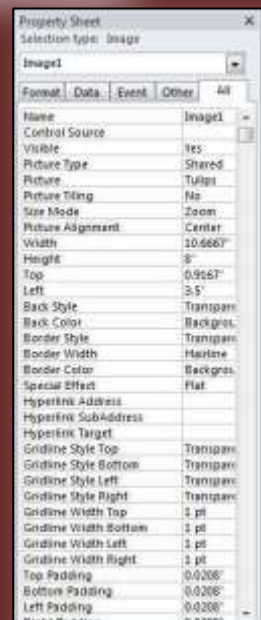 Property Sheet
Selection type: Image
Image1
Format Data Event Other All
Name Image1
Control Source
Visible Yes
Picture Type Shared
Picture Tulips
Picture Tiling No
Size Mode Zoom
Picture Alignment Center
Width 10.6667"
Height 8"
Top 0.9167"
Left 3.5"
Back Style Transpare
Back Color Backgrou
Border Style Transpare
Border Width Hairline
Border Color Backgrou
Special Effect Flat
Hyperlink Address
Hyperlink SubAddress
Hyperlink Target
Gridline Style Top Transpare
Gridline Style Bottom Transpare
Gridline Style Left Transpare
Gridline Style Right Transpare
Gridline Width Top 1 pt
Gridline Width Bottom 1 pt
Gridline Width Left 1 pt
Gridline Width Right 1 pt
Top Padding 0.0208"
Bottom Padding 0.0208"
Left Padding 0.0208"